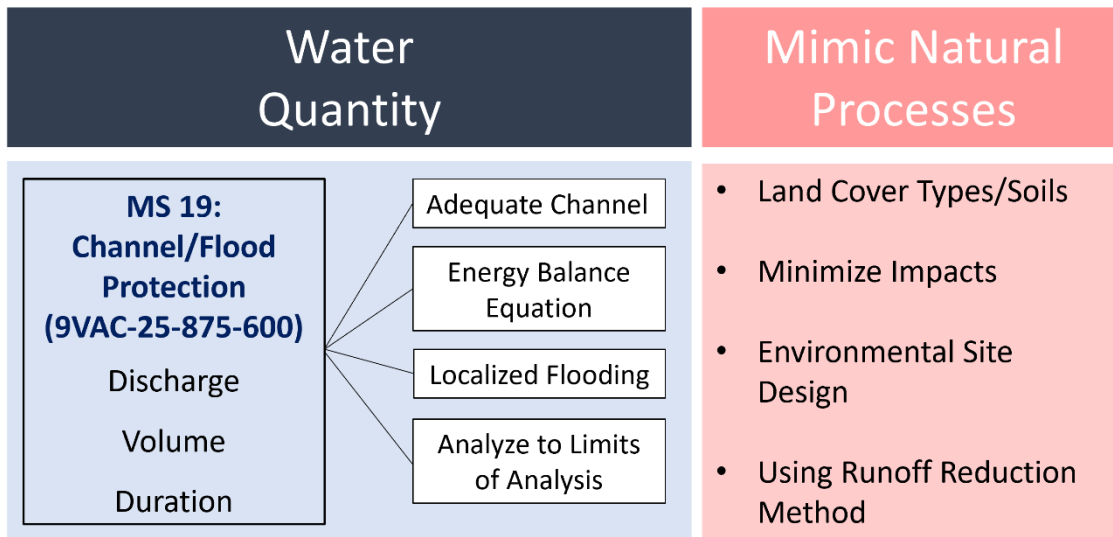 Water
Quantity
Mimic Natural
Processes
MS 19:
Channel/Flood
Protection
(9VAC-25-875-600)
Discharge
Volume
Duration
Adequate Channel
Energy Balance
Equation
Localized Flooding
Analyze to Limits
of Analysis
• Land Cover Types/Soils
• Minimize Impacts
• Environmental Site
Design
• Using Runoff Reduction
Method